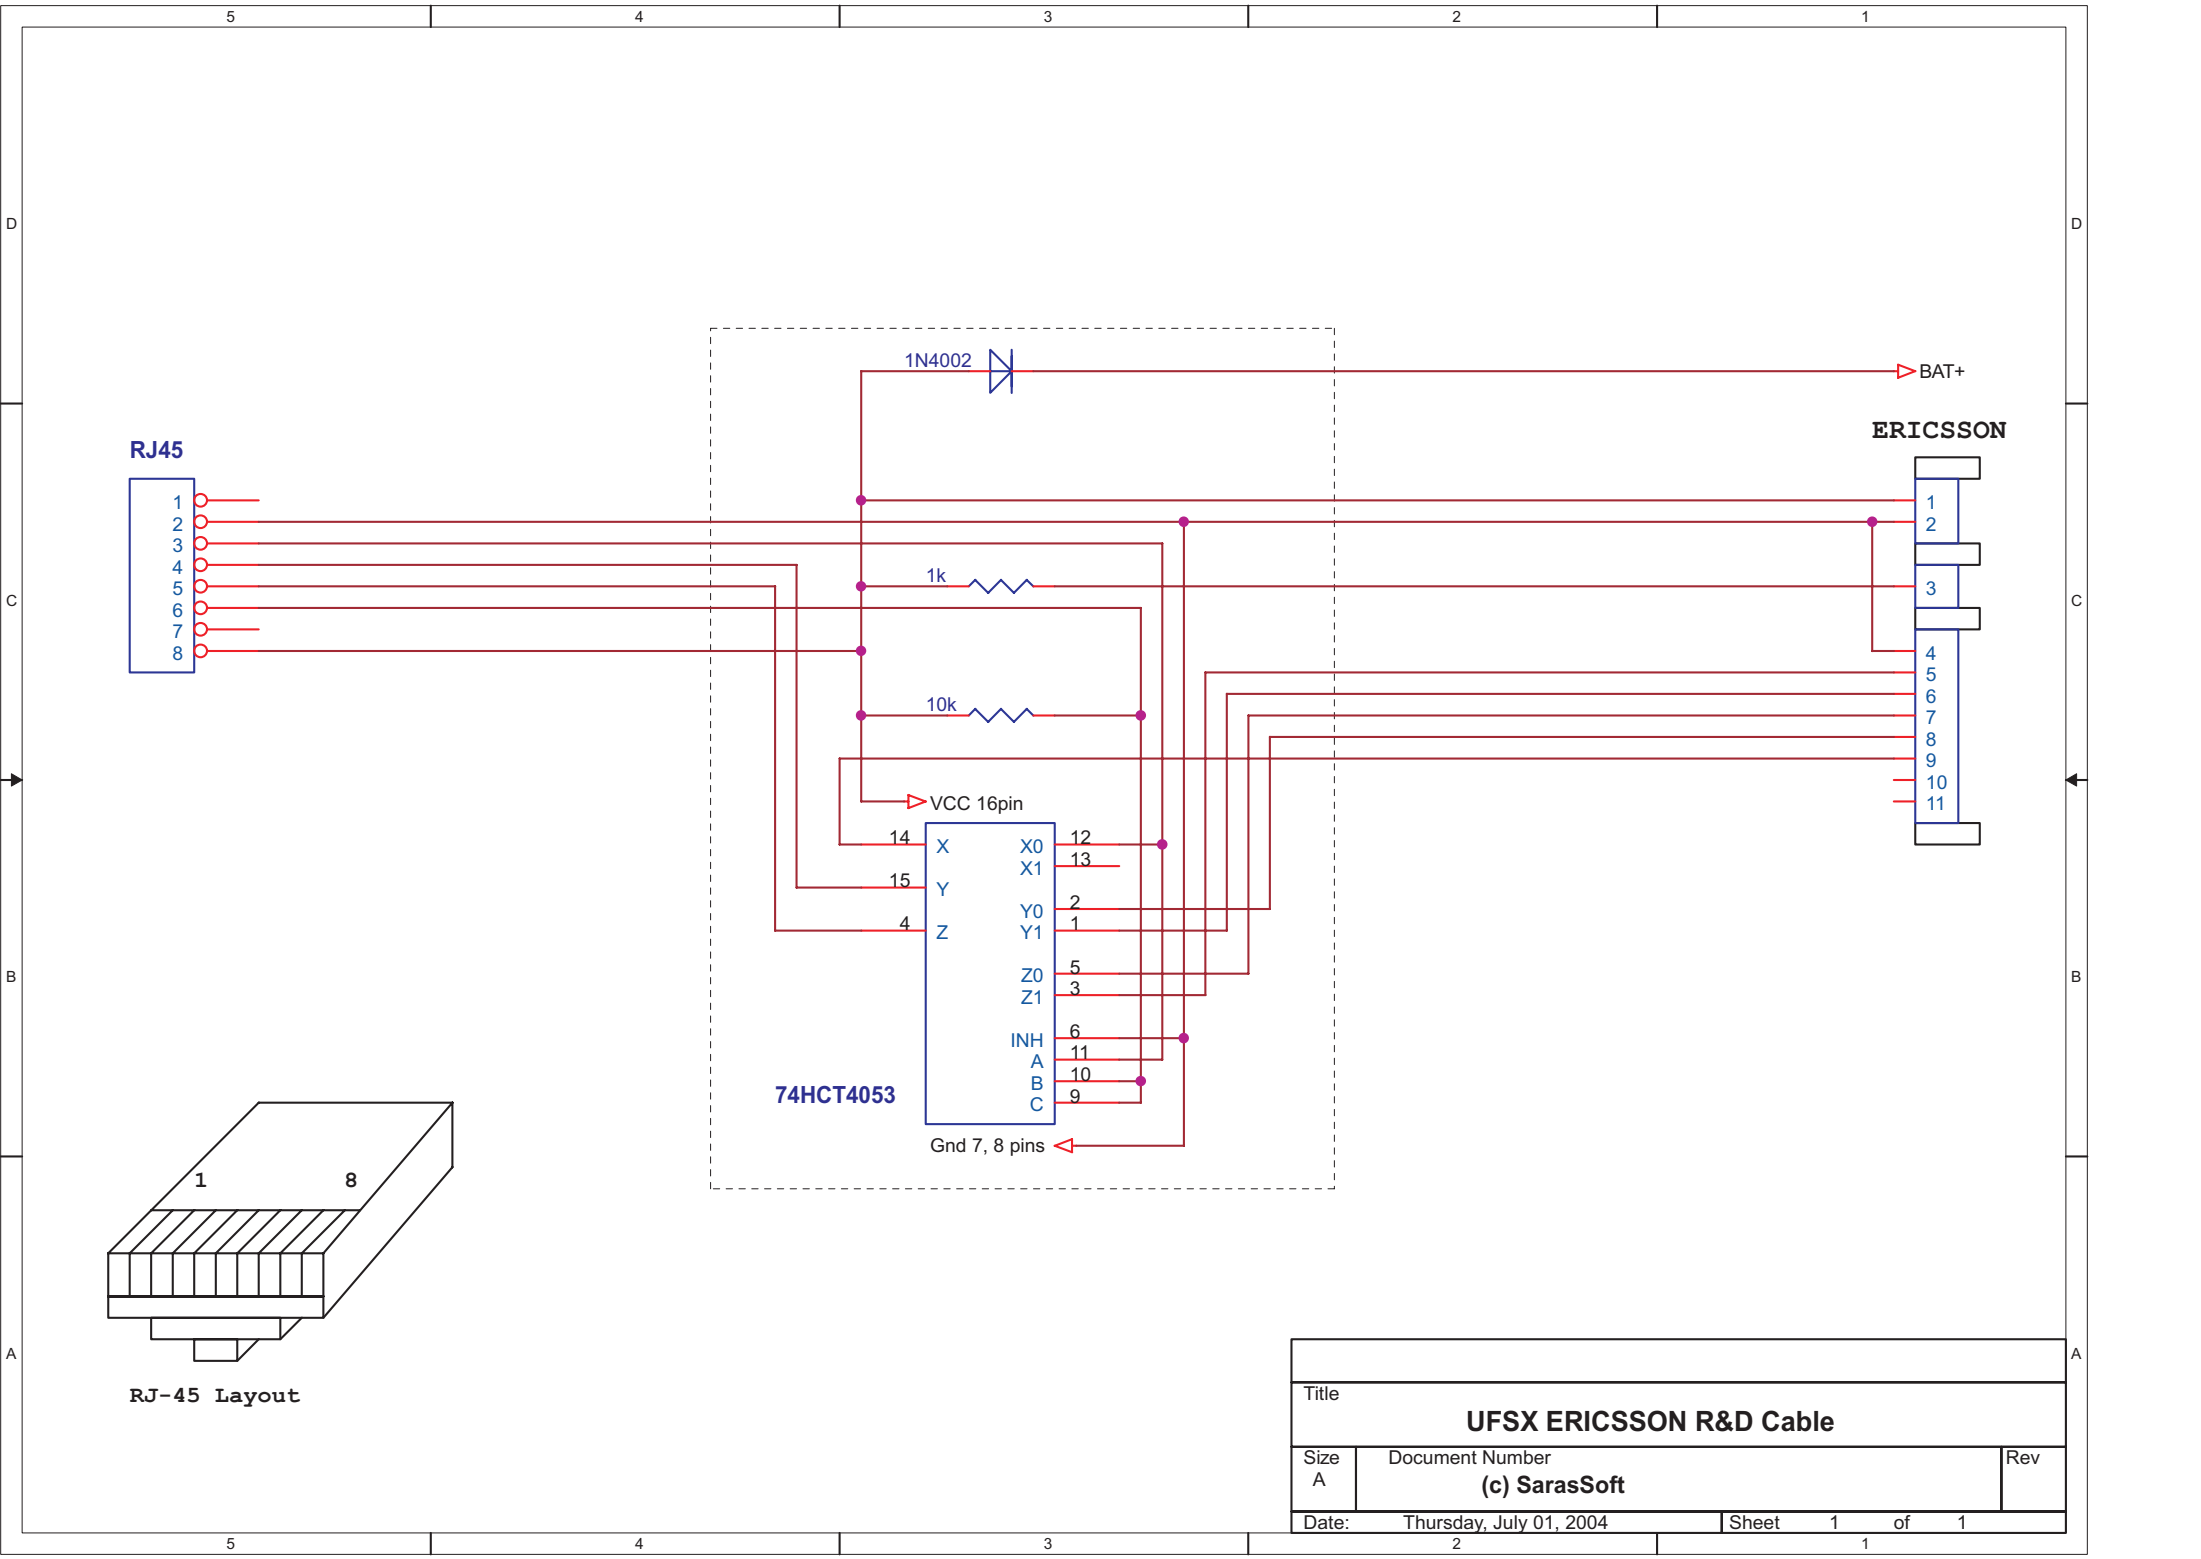 5 4 3 2 1
D D
1N4002
BAT+
ERICSSON
RJ45
1
2
3
4
5
6
7
8
1
2
3
4
5
6
7
8
9
10
11
1k
10k
C C
VCC 16pin
14 X X0 12
X1 13
15 Y
Y0 2
4 Z Y1 1
Z0 5
Z1 3
INH 6
A 11
B 10
C 9
74HCT4053
Gnd 7, 8 pins
B B
1 8
RJ-45 Layout
A A
Title
UFSX ERICSSON R&D Cable
Size Document Number Rev
A (c) SarasSoft
Date: Thursday, July 01, 2004 Sheet 1 of 1
5 4 3 2 1